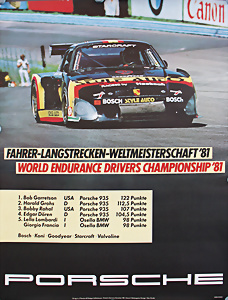 Canon
STARCRAFT
BOSCH STYLE AUTO
FAHRER-LANGSTRECKEN-WELTMEISTERSCHAFT '81
WORLD ENDURANCE DRIVERS CHAMPIONSHIP '81
1. Bob Garretson USA Porsche 935 122 Punkte
2. Harald Grohs D Porsche 935 112,5 Punkte
3. Bobby Rahal USA Porsche 935 107 Punkte
4. Edgar Dören D Porsche 935 104,5 Punkte
5. Lella Lombardi I Osella BMW 98 Punkte
Giorgio Francia I Osella BMW 98 Punkte
Bosch Koni Goodyear Starcraft Valvoline
PORSCHE